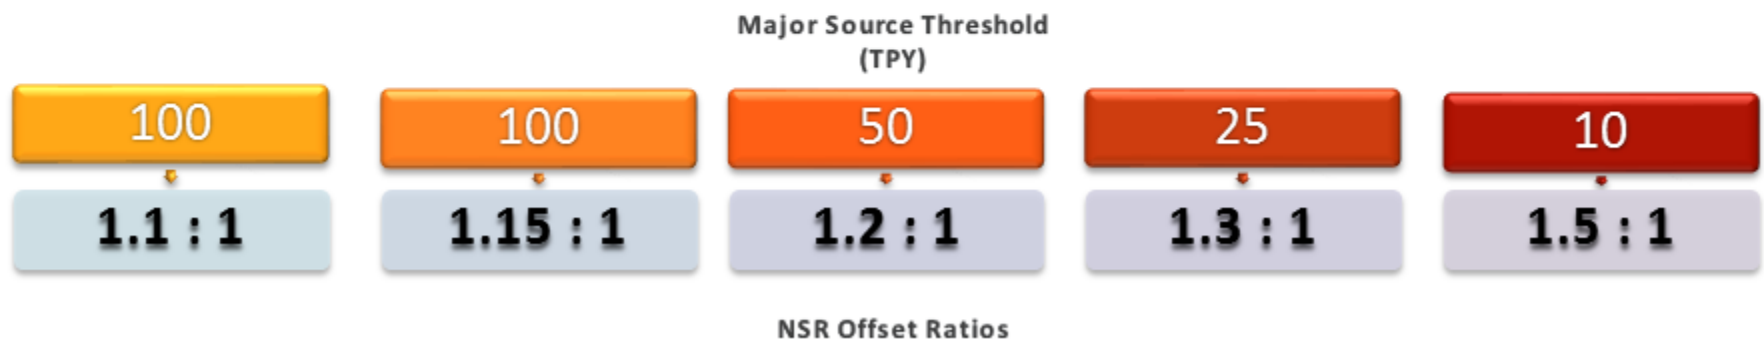 Major Source Threshold
(TPY)
100 100 50 25 10
1.1 : 1 1.15 : 1 1.2 : 1 1.3 : 1 1.5 : 1
NSR Offset Ratios